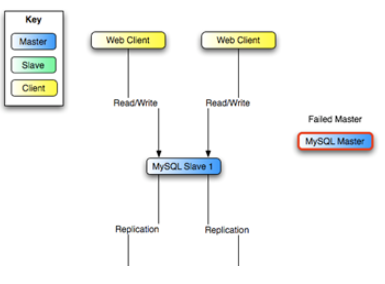 Key
Master
Slave
Client
Web Client
Web Client
Read/Write
Read/Write
Failed Master
MySQL Master
MySQL Slave 1
Replication
Replication